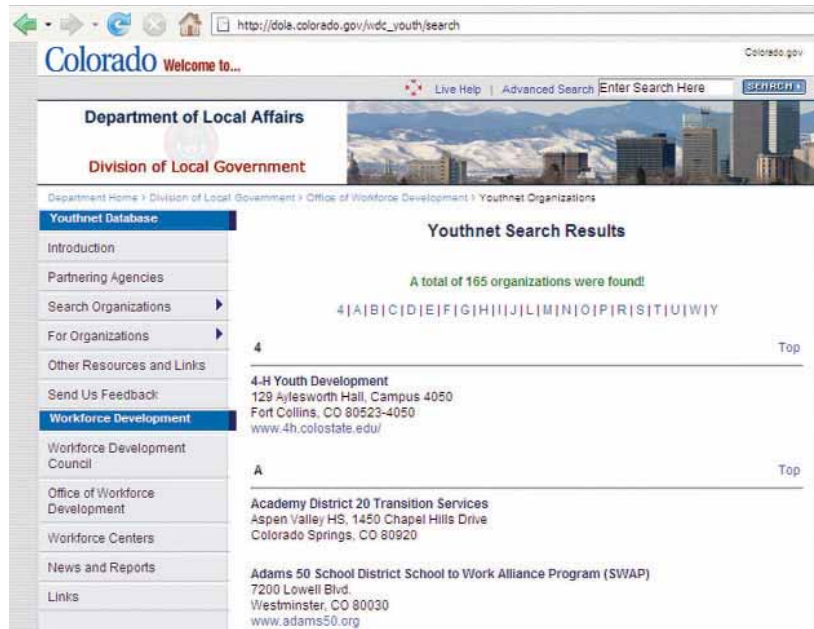 http://dola.colorado.gov/wdc_youth/search
Colorado Welcome to...
Colorado.gov
Live Help | Advanced Search Enter Search Here SEARCH
Department of Local Affairs
Division of Local Government
Department Home > Division of Local Government > Office of Workforce Development > Youthnet Organizations
Youthnet Database
Introduction
Partnering Agencies
Search Organizations
For Organizations
Other Resources and Links
Send Us Feedback
Workforce Development
Workforce Development
Council
Office of Workforce
Development
Workforce Centers
News and Reports
Links
Youthnet Search Results
A total of 165 organizations were found!
4|A|B|C|D|E|F|G|H|I|J|L|M|N|O|P|R|S|T|U|W|Y
4 Top
4-H Youth Development
129 Aylesworth Hall, Campus 4050
Fort Collins, CO 80523-4050
www.4h.colostate.edu/
A Top
Academy District 20 Transition Services
Aspen Valley HS, 1450 Chapel Hills Drive
Colorado Springs, CO 80920
Adams 50 School District School to Work Alliance Program (SWAP)
7200 Lowell Blvd.
Westminster, CO 80030
www.adams50.org